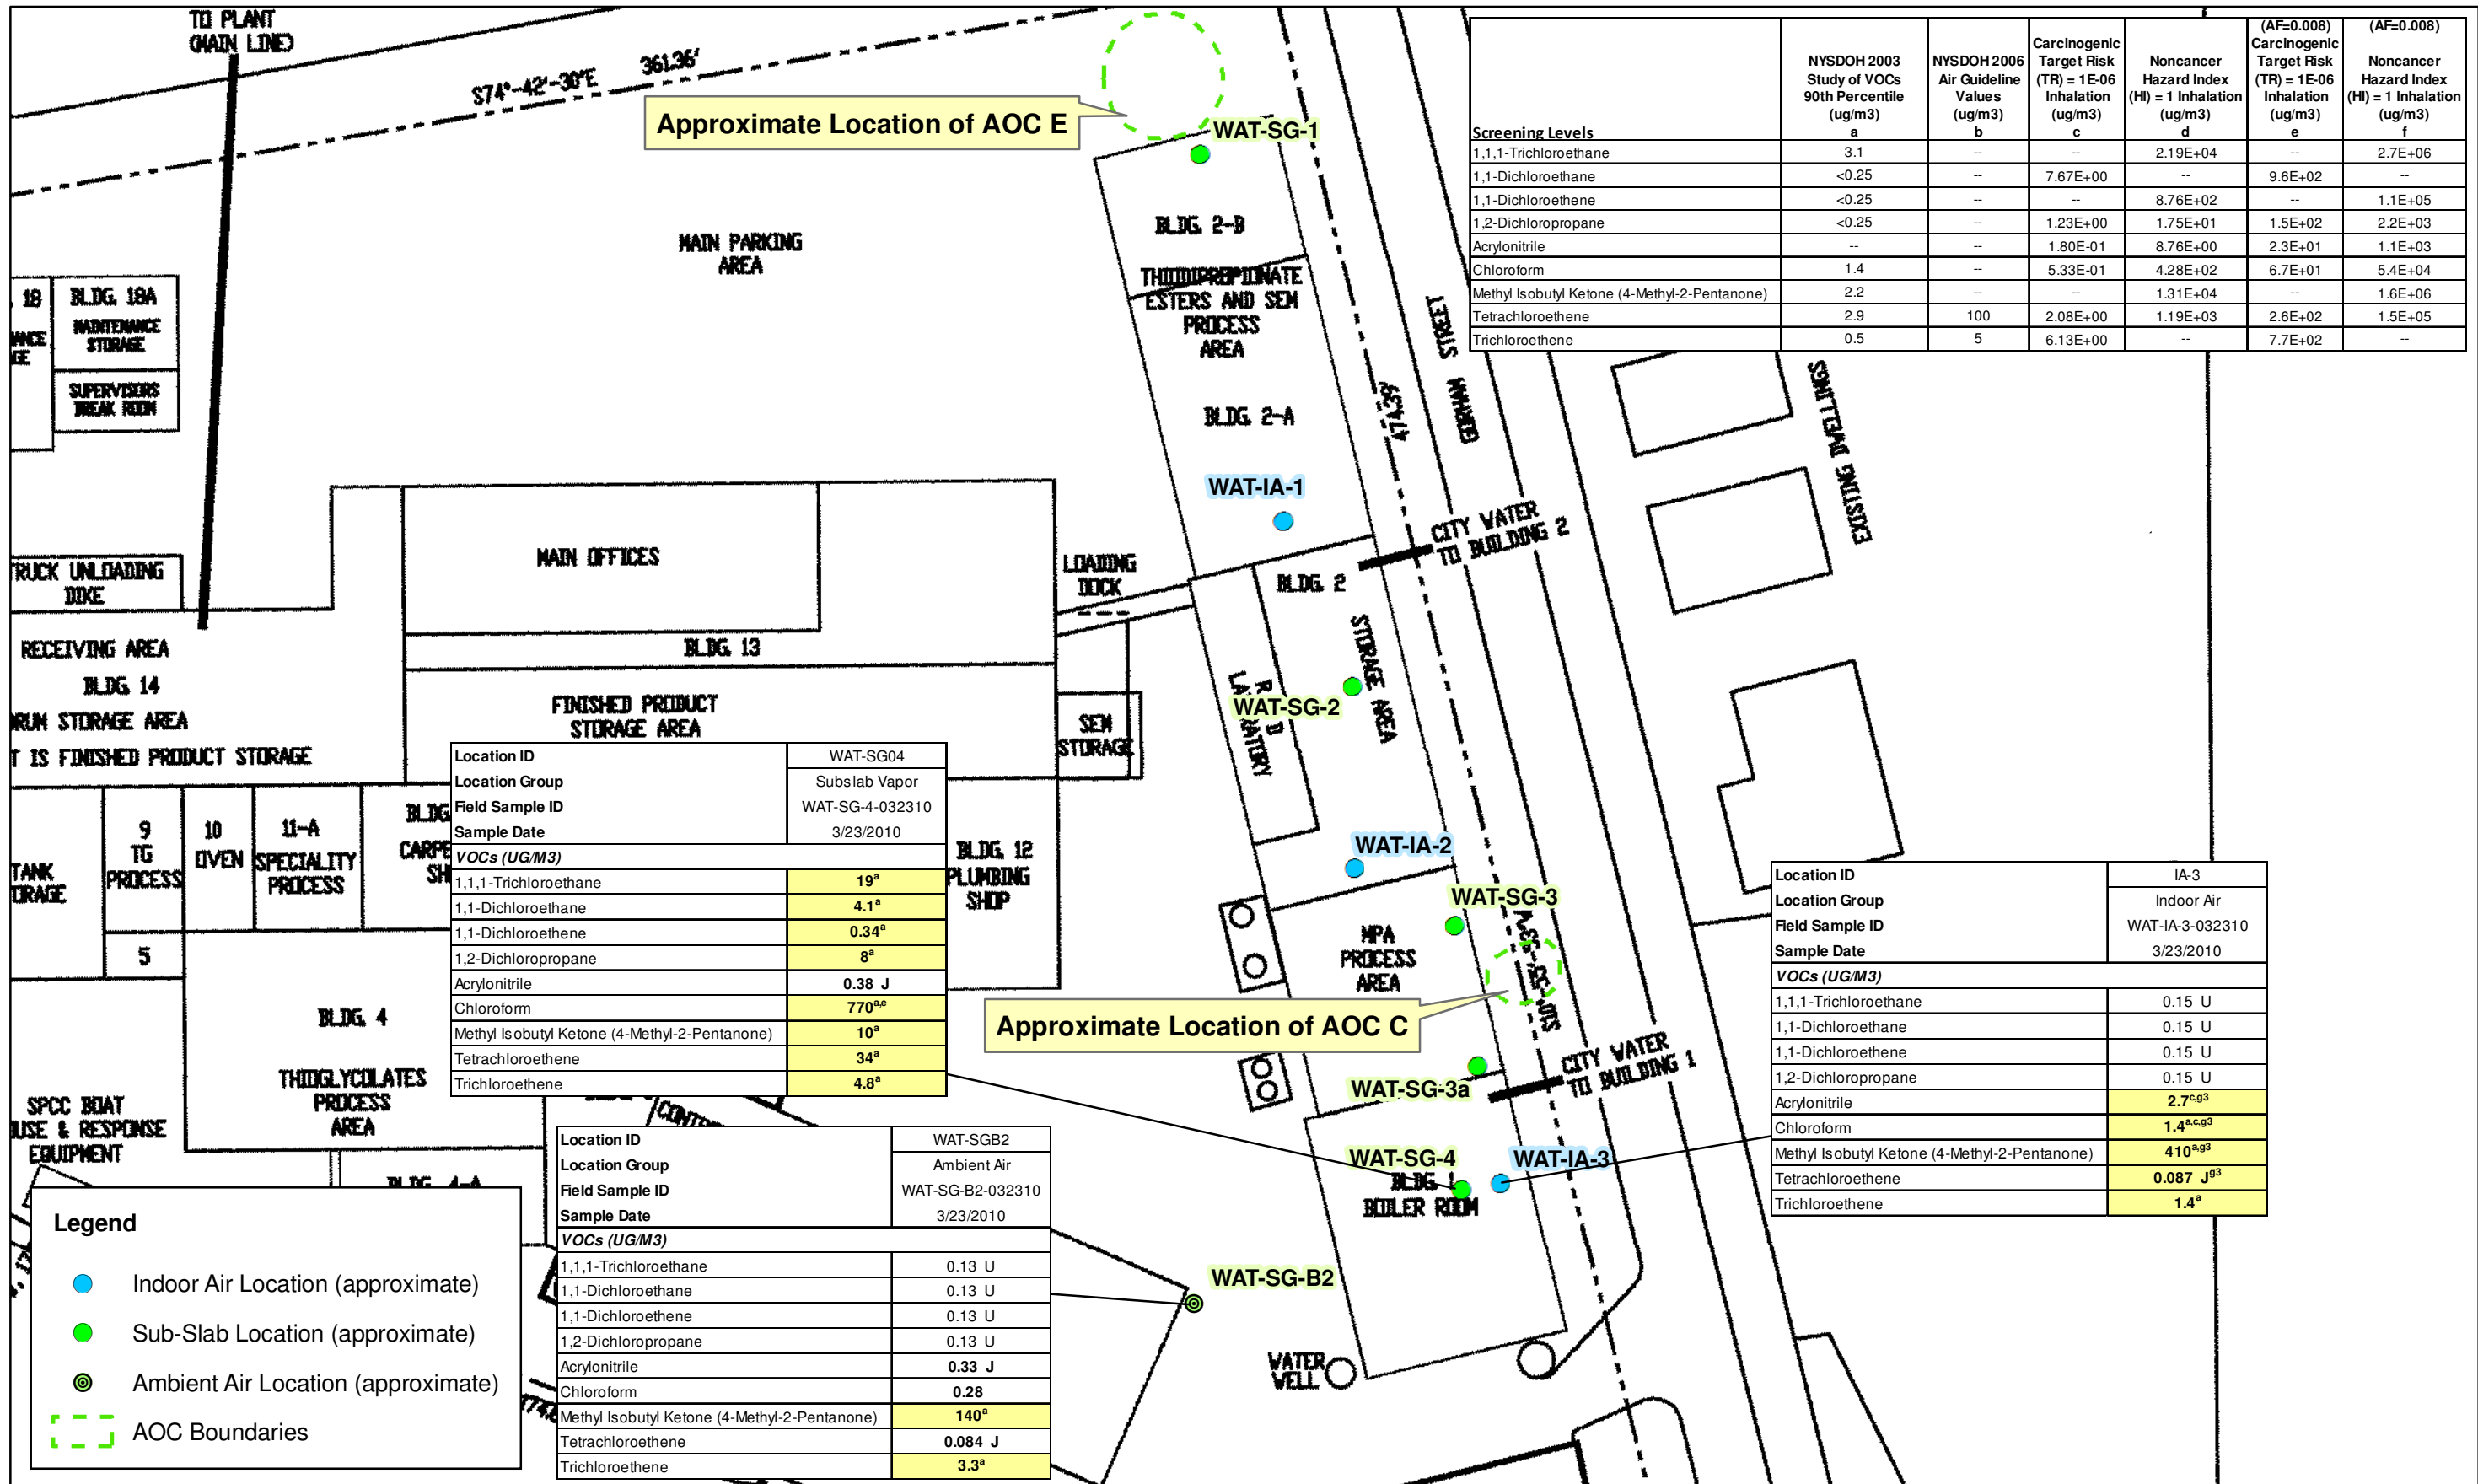 TO PLANT
(MAIN LINE)
S74°-42'-30"E 361.36'
Approximate Location of AOC E
WAT-SG-1
Screening Levels
NYSDOH 2003 Study of VOCs 90th Percentile (ug/m3) a
NYSDOH 2006 Air Guideline Values (ug/m3) b
Carcinogenic Target Risk (TR) = 1E-06 Inhalation (ug/m3) c
Noncancer Hazard Index (HI) = 1 Inhalation (ug/m3) d
(AF=0.008) Carcinogenic Target Risk (TR) = 1E-06 Inhalation (ug/m3) e
(AF=0.008) Noncancer Hazard Index (HI) = 1 Inhalation (ug/m3) f
1,1,1-Trichloroethane 3.1 -- -- 2.19E+04 -- 2.7E+06
1,1-Dichloroethane <0.25 -- 7.67E+00 -- 9.6E+02 --
1,1-Dichloroethene <0.25 -- -- 8.76E+02 -- 1.1E+05
1,2-Dichloropropane <0.25 -- 1.23E+00 1.75E+01 1.5E+02 2.2E+03
Acrylonitrile -- -- 1.80E-01 8.76E+00 2.3E+01 1.1E+03
Chloroform 1.4 -- 5.33E-01 4.28E+02 6.7E+01 5.4E+04
Methyl Isobutyl Ketone (4-Methyl-2-Pentanone) 2.2 -- -- 1.31E+04 -- 1.6E+06
Tetrachloroethene 2.9 100 2.08E+00 1.19E+03 2.6E+02 1.5E+05
Trichloroethene 0.5 5 6.13E+00 -- 7.7E+02 --
BLDG. 2-B
MAIN PARKING
AREA
THIODIPROPIONATE
ESTERS AND SEM
PROCESS
AREA
BLDG. 2-A
GORHAM STREET
474.39'
EXISTING DWELLINGS
18
BLDG. 18A
MAINTENANCE
STORAGE
SUPERVISORS
BREAK ROOM
WAT-IA-1
CITY WATER
TO BUILDING 2
MAIN OFFICES
LOADING
DOCK
BLDG. 2
TRUCK UNLOADING
DIKE
BLDG. 13
RECEIVING AREA
BLDG. 14
DRUM STORAGE AREA
T IS FINISHED PRODUCT STORAGE
FINISHED PRODUCT
STORAGE AREA
SEM
STORAGE
STORAGE AREA
WAT-SG-2
Location ID WAT-SG04
Location Group Subslab Vapor
Field Sample ID WAT-SG-4-032310
Sample Date 3/23/2010
VOCs (UG/M3)
1,1,1-Trichloroethane 19a
1,1-Dichloroethane 4.1a
1,1-Dichloroethene 0.34a
1,2-Dichloropropane 8a
Acrylonitrile 0.38 J
Chloroform 770a,e
Methyl Isobutyl Ketone (4-Methyl-2-Pentanone) 10a
Tetrachloroethene 34a
Trichloroethene 4.8a
TANK
9
TG
PROCESS
10
OVEN
11-A
SPECIALITY
PROCESS
BLDG.
BLDG. 12
PLUMBING
SHOP
5
BLDG. 4
THIOGLYCOLATES
PROCESS
AREA
SPCC BOAT
HOUSE & RESPONSE
EQUIPMENT
BLDG. 4-A
WAT-IA-2
WAT-SG-3
MPA
PROCESS
AREA
Approximate Location of AOC C
WAT-SG-3a
CITY WATER
TO BUILDING 1
WAT-SG-4
WAT-IA-3
BLDG. 1
BOILER ROOM
Location ID IA-3
Location Group Indoor Air
Field Sample ID WAT-IA-3-032310
Sample Date 3/23/2010
VOCs (UG/M3)
1,1,1-Trichloroethane 0.15 U
1,1-Dichloroethane 0.15 U
1,1-Dichloroethene 0.15 U
1,2-Dichloropropane 0.15 U
Acrylonitrile 2.7c,g3
Chloroform 1.4a,c,g3
Methyl Isobutyl Ketone (4-Methyl-2-Pentanone) 410a,g3
Tetrachloroethene 0.087 Jg3
Trichloroethene 1.4a
Location ID WAT-SGB2
Location Group Ambient Air
Field Sample ID WAT-SG-B2-032310
Sample Date 3/23/2010
VOCs (UG/M3)
1,1,1-Trichloroethane 0.13 U
1,1-Dichloroethane 0.13 U
1,1-Dichloroethene 0.13 U
1,2-Dichloropropane 0.13 U
Acrylonitrile 0.33 J
Chloroform 0.28
Methyl Isobutyl Ketone (4-Methyl-2-Pentanone) 140a
Tetrachloroethene 0.084 J
Trichloroethene 3.3a
WAT-SG-B2
WATER
WELL
Legend
Indoor Air Location (approximate)
Sub-Slab Location (approximate)
Ambient Air Location (approximate)
AOC Boundaries